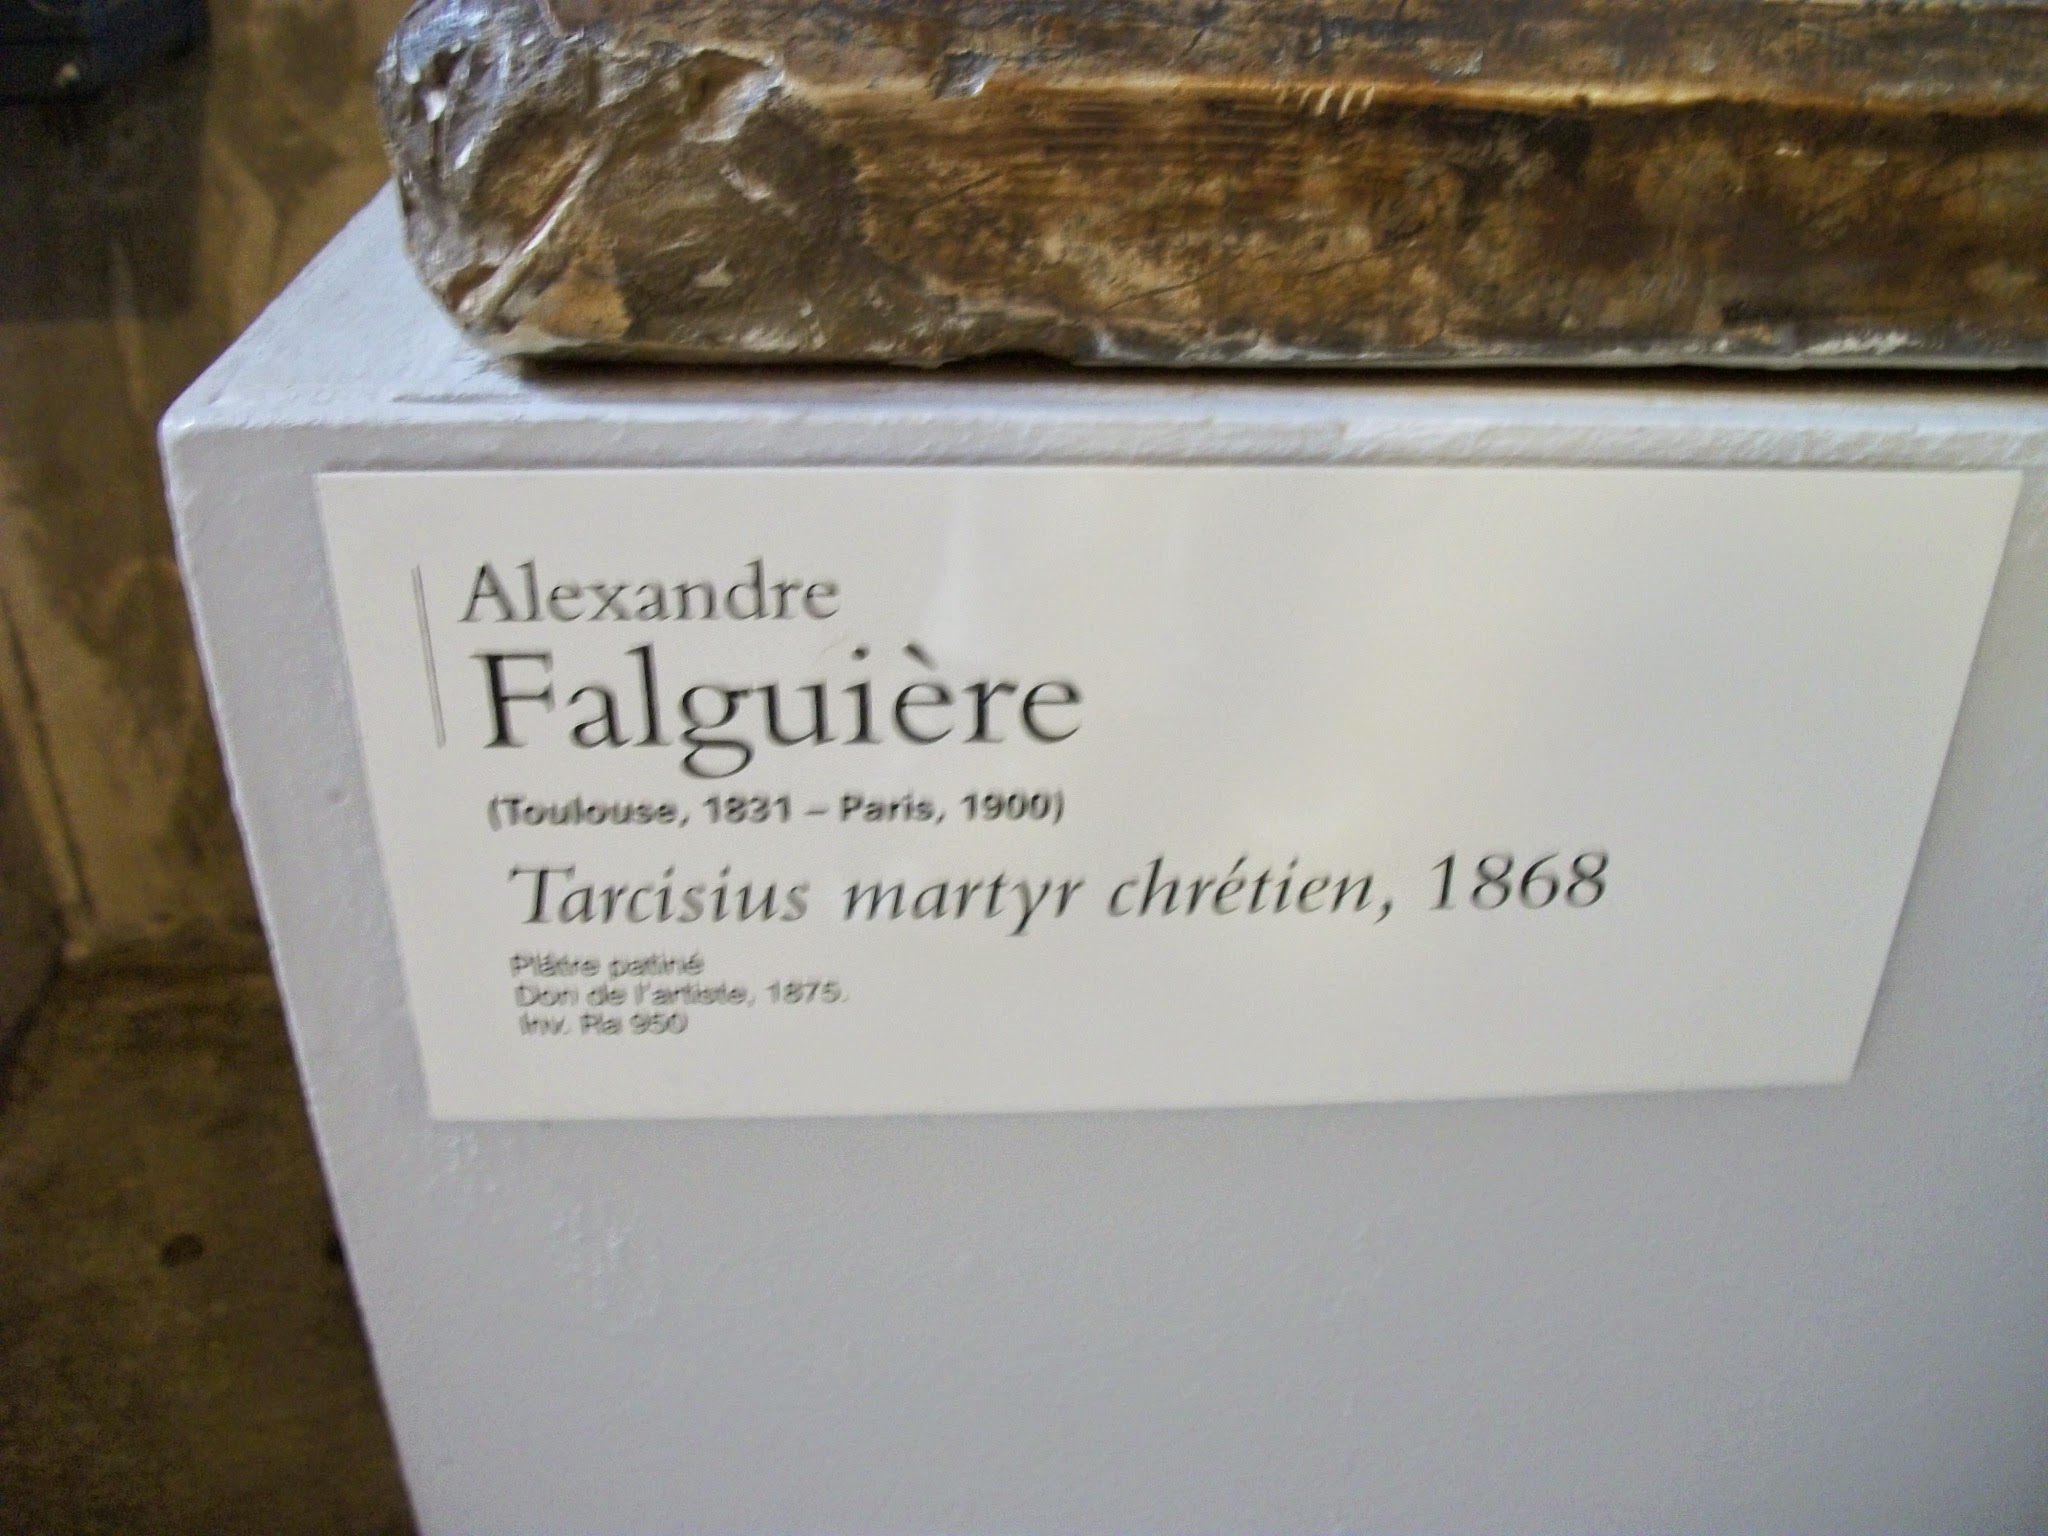 Alexandre
Falguière
(Toulouse, 1831 – Paris, 1900)
Tarcisius martyr chrétien, 1868
Plâtre patiné
Don de l'artiste, 1875.
Inv. Ra 950